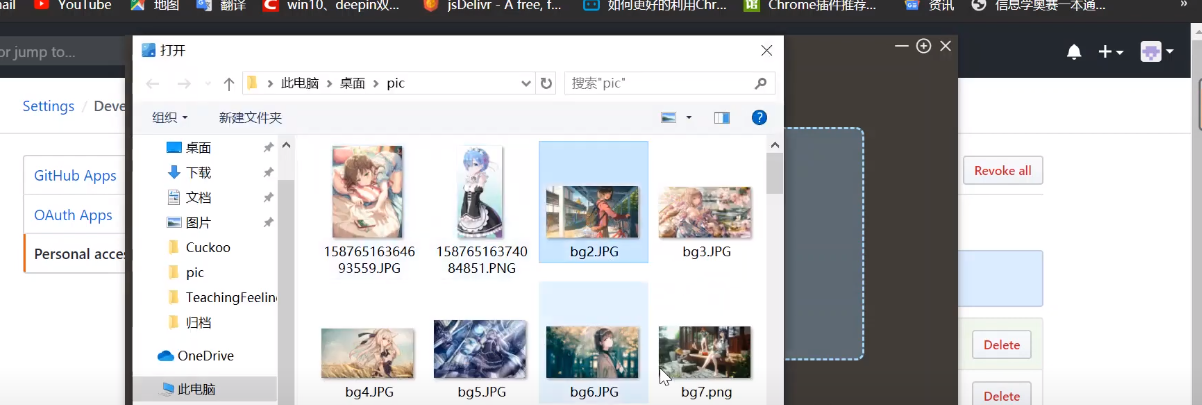 YouTube
地图
翻译
win10、deepin双...
jsDelivr - A free, f...
如何更好的利用Chr...
Chrome插件推荐...
资讯
信息学奥赛一本通...
»
or jump to...
打开
此电脑 › 桌面 › pic
搜索"pic"
Settings / Deve
组织
新建文件夹
桌面
下载
文档
图片
Cuckoo
pic
TeachingFeelin
归档
OneDrive
此电脑
GitHub Apps
OAuth Apps
Personal acces
158765163646
93559.JPG
158765163740
84851.PNG
bg2.JPG
bg3.JPG
bg4.JPG
bg5.JPG
bg6.JPG
bg7.png
Revoke all
Delete
Delete